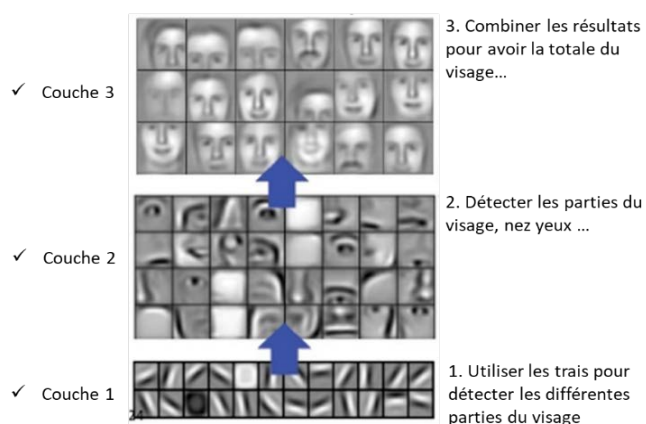 3. Combiner les résultats
pour avoir la totale du
visage...
✓ Couche 3
2. Détecter les parties du
visage, nez yeux ...
✓ Couche 2
1. Utiliser les trais pour
détecter les différentes
parties du visage
✓ Couche 1
24